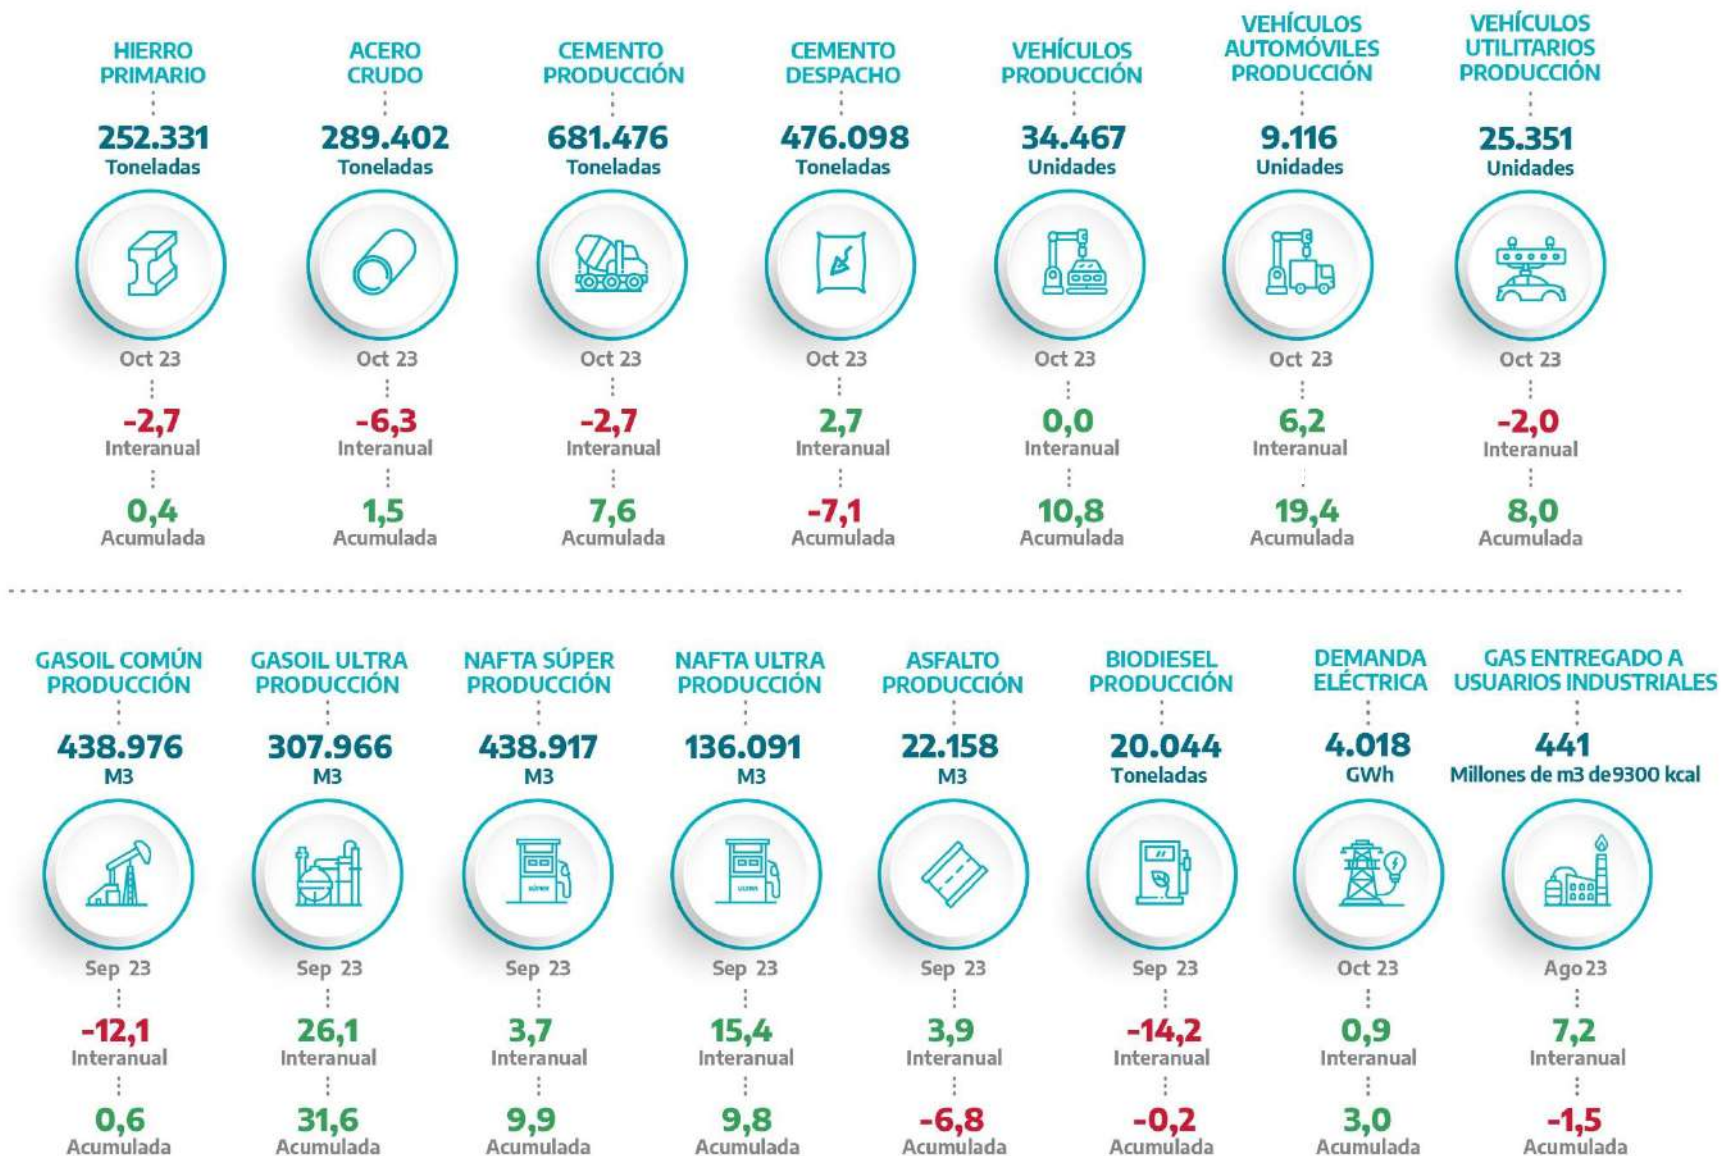 HIERRO
PRIMARIO
252.331
Toneladas
Oct 23
-2,7
Interanual
0,4
Acumulada
ACERO
CRUDO
289.402
Toneladas
Oct 23
-6,3
Interanual
1,5
Acumulada
CEMENTO
PRODUCCIÓN
681.476
Toneladas
Oct 23
-2,7
Interanual
7,6
Acumulada
CEMENTO
DESPACHO
476.098
Toneladas
Oct 23
2,7
Interanual
-7,1
Acumulada
VEHÍCULOS
PRODUCCIÓN
34.467
Unidades
Oct 23
0,0
Interanual
10,8
Acumulada
VEHÍCULOS
AUTOMÓVILES
PRODUCCIÓN
9.116
Unidades
Oct 23
6,2
Interanual
19,4
Acumulada
VEHÍCULOS
UTILITARIOS
PRODUCCIÓN
25.351
Unidades
Oct 23
-2,0
Interanual
8,0
Acumulada
GASOIL COMÚN
PRODUCCIÓN
438.976
M3
Sep 23
-12,1
Interanual
0,6
Acumulada
GASOIL ULTRA
PRODUCCIÓN
307.966
M3
Sep 23
26,1
Interanual
31,6
Acumulada
NAFTA SÚPER
PRODUCCIÓN
438.917
M3
SÚPER
Sep 23
3,7
Interanual
9,9
Acumulada
NAFTA ULTRA
PRODUCCIÓN
136.091
M3
ULTRA
Sep 23
15,4
Interanual
9,8
Acumulada
ASFALTO
PRODUCCIÓN
22.158
M3
Sep 23
3,9
Interanual
-6,8
Acumulada
BIODIESEL
PRODUCCIÓN
20.044
Toneladas
Sep 23
-14,2
Interanual
-0,2
Acumulada
DEMANDA
ELÉCTRICA
4.018
GWh
Oct 23
0,9
Interanual
3,0
Acumulada
GAS ENTREGADO A
USUARIOS INDUSTRIALES
441
Millones de m3 de9300 kcal
Ago23
7,2
Interanual
-1,5
Acumulada